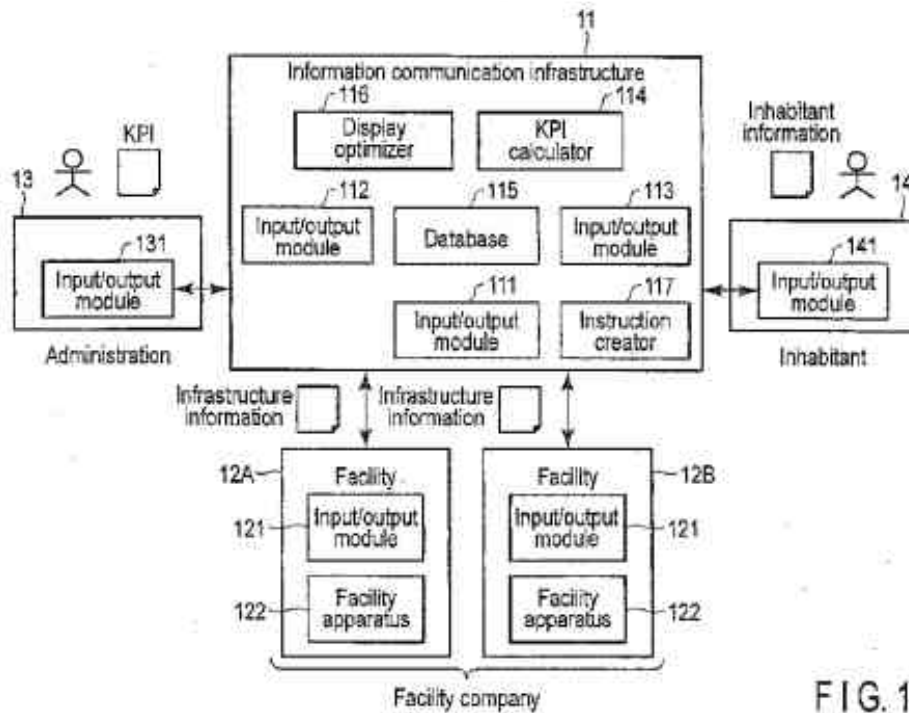 11
Information communication infrastructure
116
114
Display
optimizer
KPI
calculator
Inhabitant
information
KPI
13
14
112
115
113
Input/output
module
Database
Input/output
module
131
Input/output
module
141
Input/output
module
111
117
Input/output
module
Instruction
creator
Administration
Inhabitant
Infrastructure
information
Infrastructure
information
12A
Facility
Facility
12B
121
Input/output
module
Input/output
module
121
122
Facility
apparatus
Facility
apparatus
122
Facility company
FIG. 1